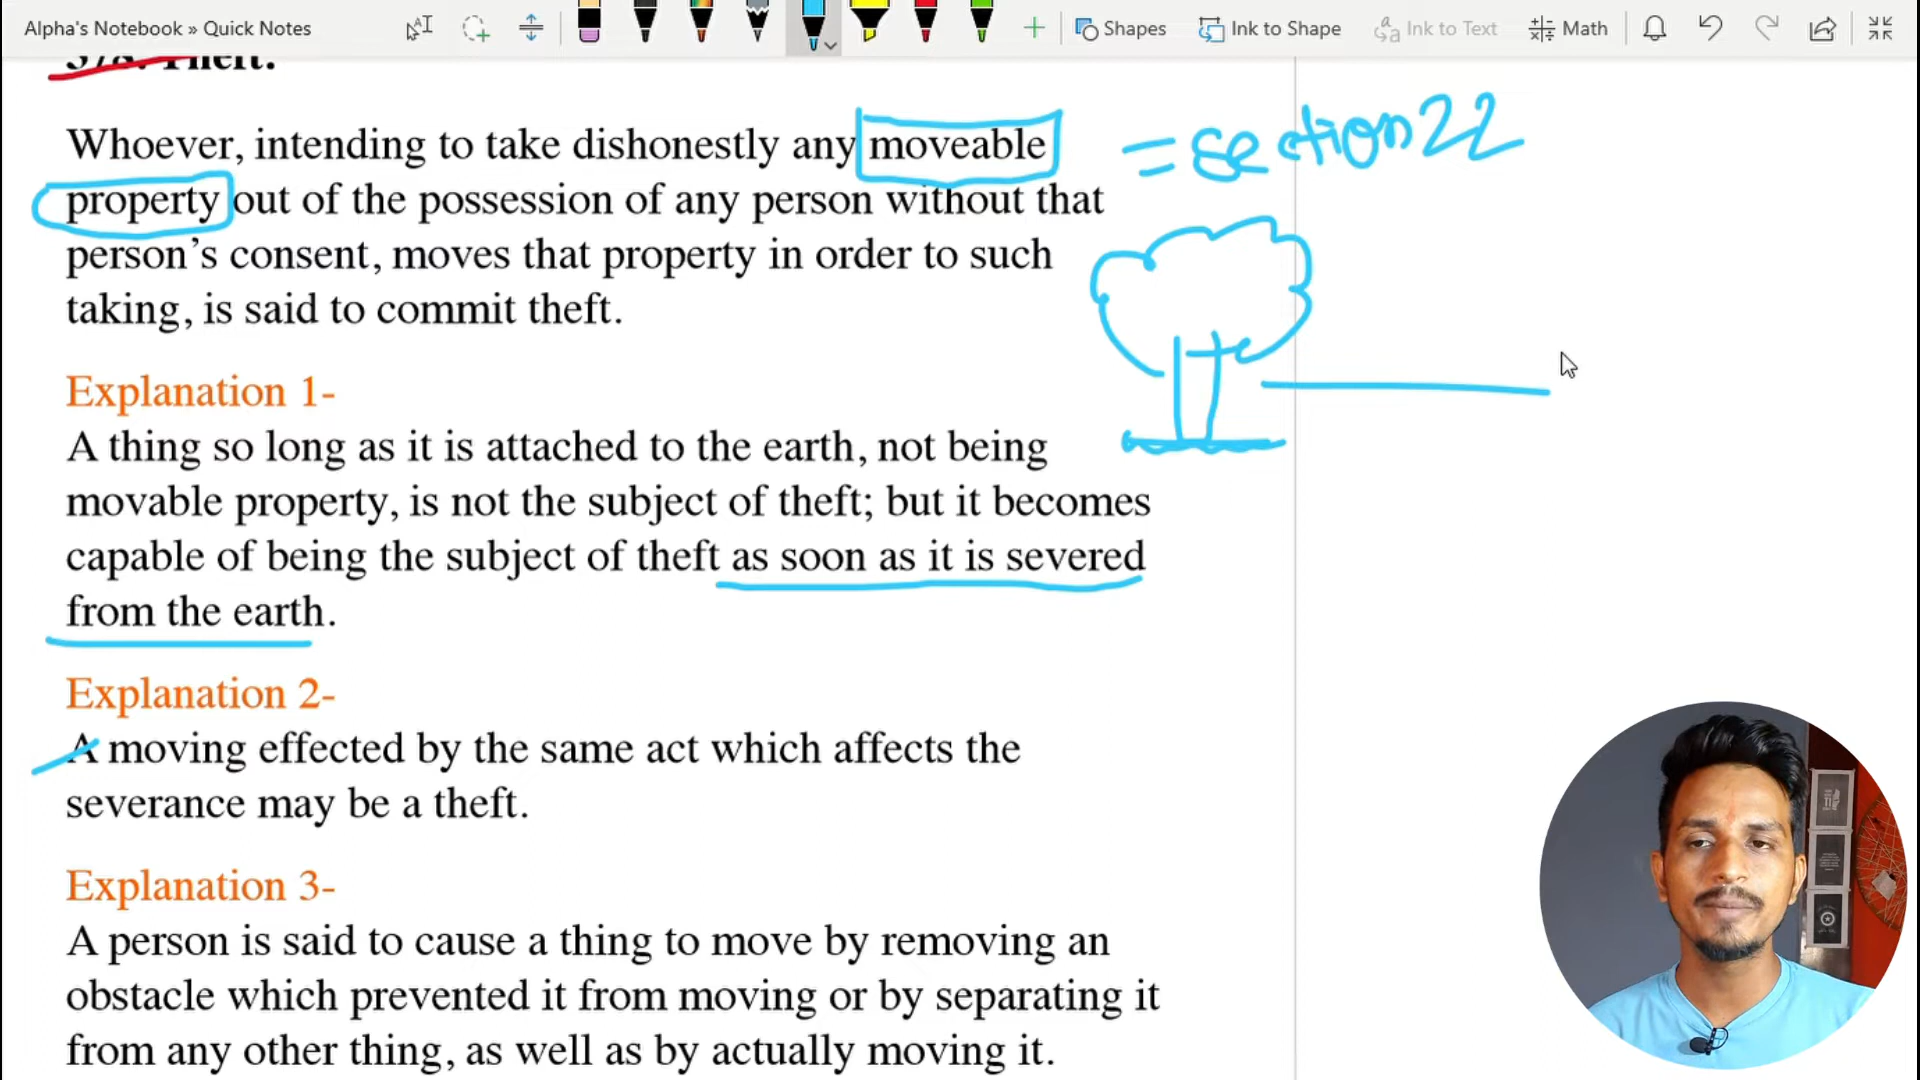 Alpha's Notebook » Quick Notes
Shapes
Ink to Shape
Ink to Text
Math
378. Theft.
Whoever, intending to take dishonestly any moveable
= section 22
property out of the possession of any person without that
person’s consent, moves that property in order to such
taking, is said to commit theft.
Explanation 1-
A thing so long as it is attached to the earth, not being
movable property, is not the subject of theft; but it becomes
capable of being the subject of theft as soon as it is severed
from the earth.
Explanation 2-
A moving effected by the same act which affects the
severance may be a theft.
Explanation 3-
A person is said to cause a thing to move by removing an
obstacle which prevented it from moving or by separating it
from any other thing, as well as by actually moving it.